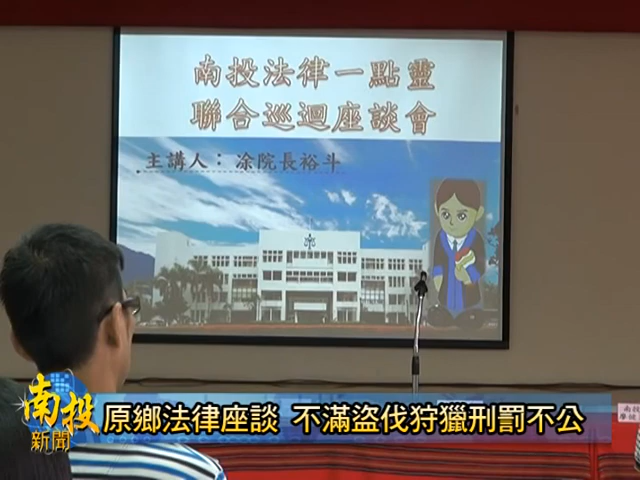 南投法律一點靈
聯合巡迴座談會
主講人：涂院長裕斗
南投
新聞
原鄉法律座談 不滿盜伐狩獵刑罰不公